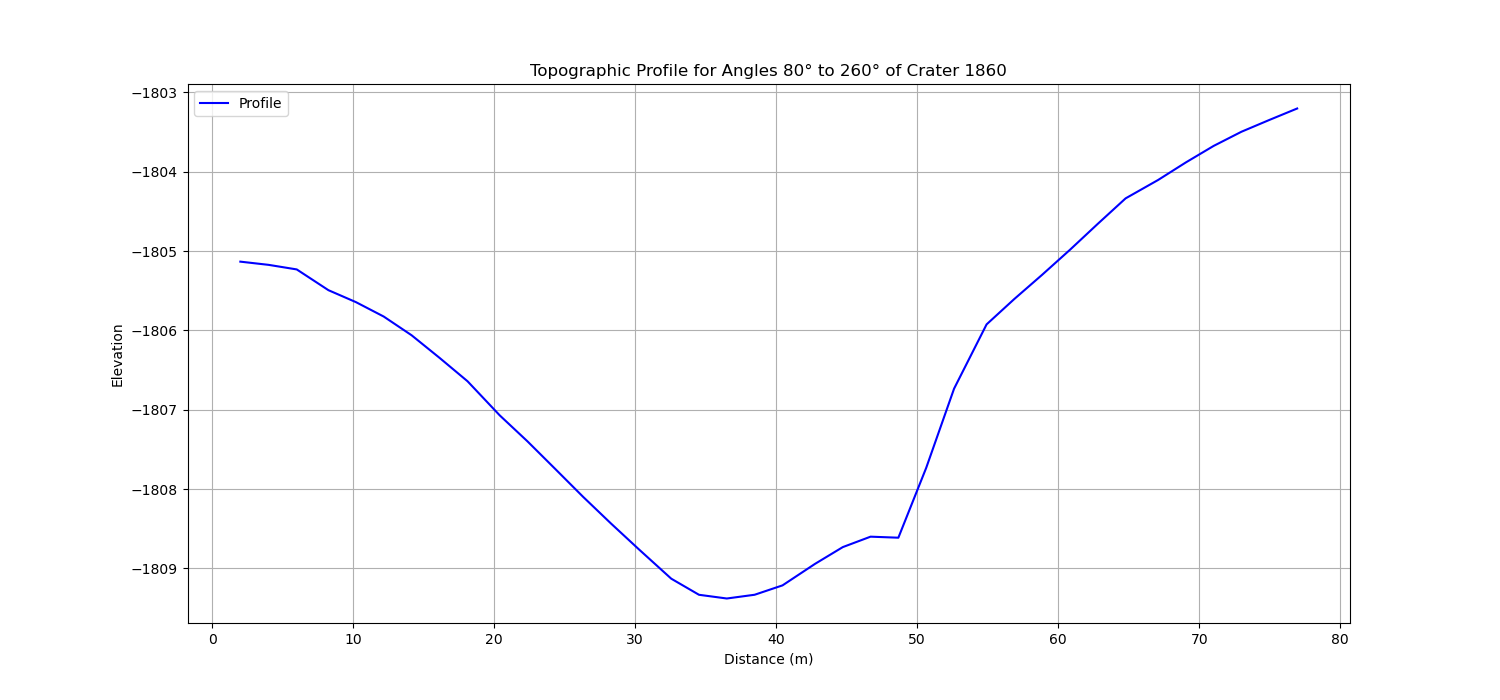 Topographic Profile for Angles 80° to 260° of Crater 1860
Profile
−1803
−1804
−1805
−1806
−1807
−1808
−1809
Elevation
0 10 20 30 40 50 60 70 80
Distance (m)